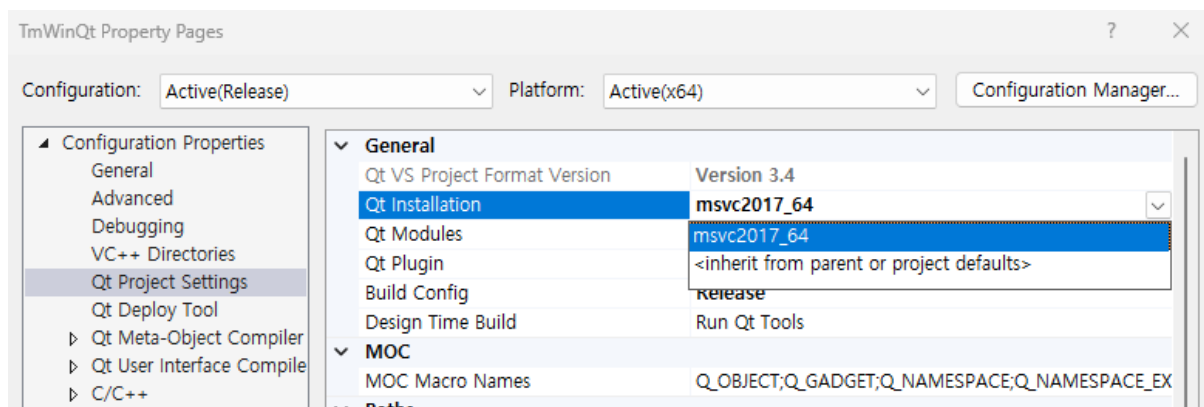 TmWinQt Property Pages
Configuration: Active(Release) Platform: Active(x64) Configuration Manager...
Configuration Properties
General
Advanced
Debugging
VC++ Directories
Qt Project Settings
Qt Deploy Tool
Qt Meta-Object Compiler
Qt User Interface Compile
C/C++
General
Qt VS Project Format Version Version 3.4
Qt Installation msvc2017_64
Qt Modules msvc2017_64
Qt Plugin <inherit from parent or project defaults>
Build Config Release
Design Time Build Run Qt Tools
MOC
MOC Macro Names Q_OBJECT;Q_GADGET;Q_NAMESPACE;Q_NAMESPACE_EX